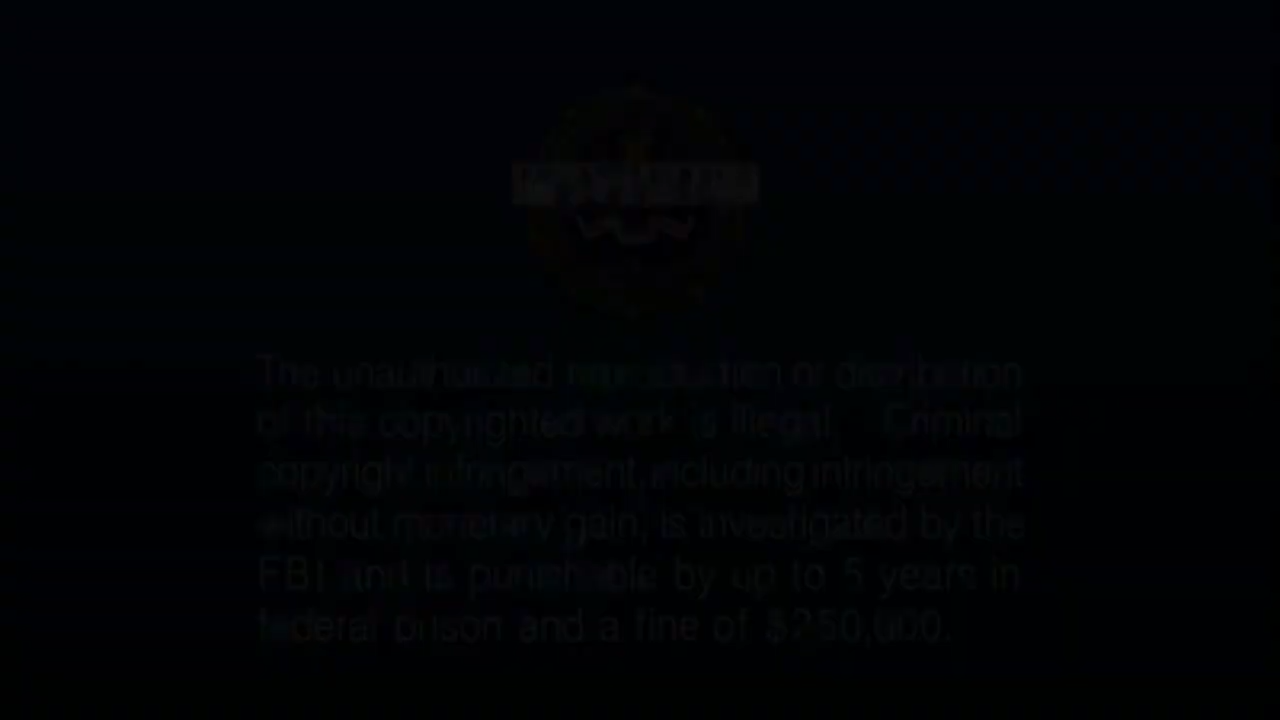 The unauthorized reproduction or distribution
of this copyrighted work is illegal. Criminal
copyright infringement, including infringement
without monetary gain, is investigated by the
FBI and is punishable by up to 5 years in
federal prison and a fine of $250,000.